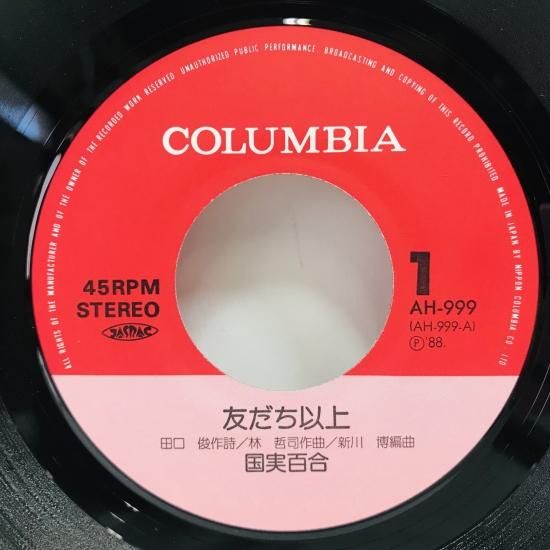 ALL RIGHTS OF THE MANUFACTURER AND OF THE OWNER OF THE RECORDED WORK RESERVED UNAUTHORIZED PUBLIC PERFORMANCE BROADCASTING AND COPYING OF THIS RECORD PROHIBITED MADE IN JAPAN BY NIPPON COLUMBIA CO LTD
COLUMBIA
45RPM
STEREO
JASRAC
1
AH-999
(AH-999-A)
Ⓟ'88.
友だち以上
田口 俊作詩/林 哲司作曲/新川 博編曲
国実百合